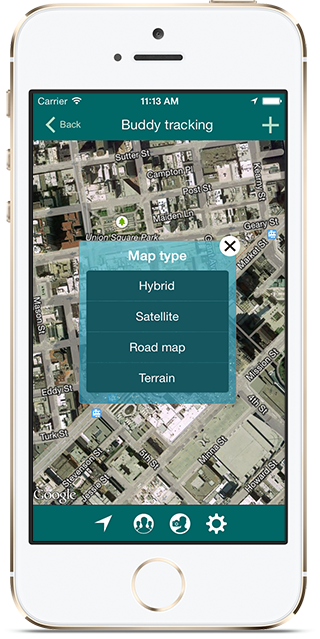 Carrier 11:13 AM
Back Buddy tracking
Sutter St
Campton Pl
Post St
Kearny St
Maiden Ln
Geary St
Union Square Park
Market St
Map type
Hybrid
Satellite
Road map
Terrain
Mason St
Eddy St
Mission St
4th St
Turk St
5th St
Minna St
Stevenson St
Jessie St
Howard St
Google